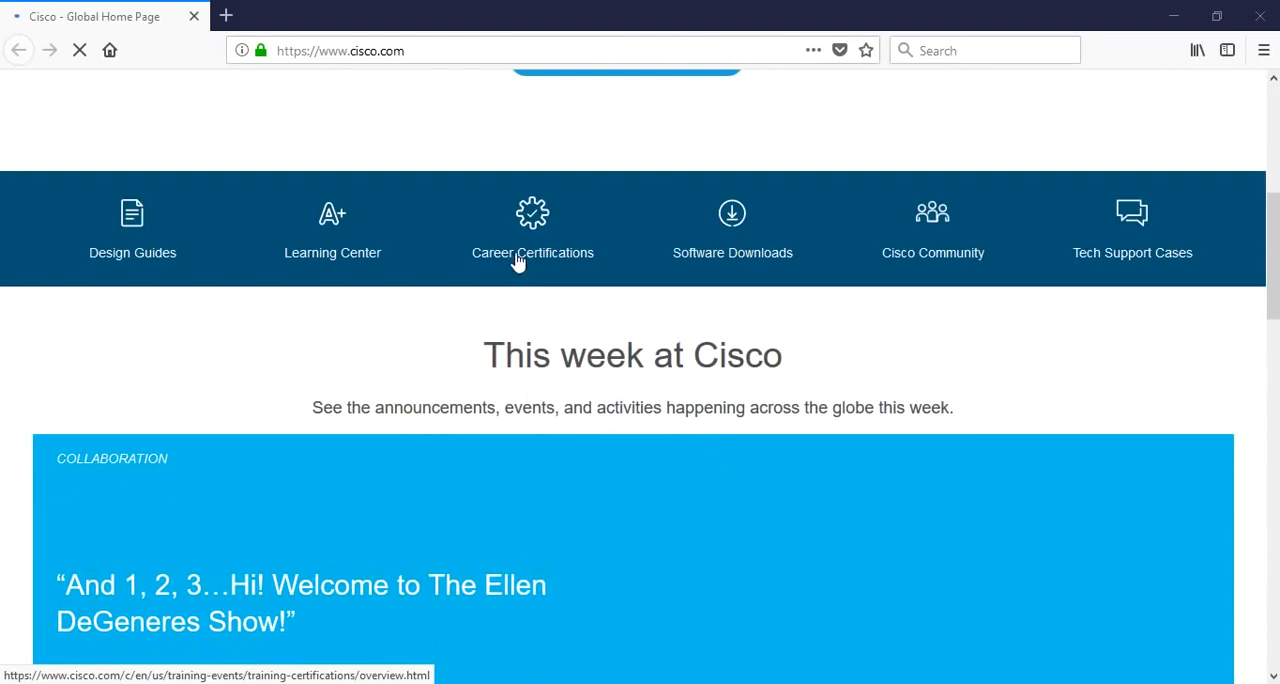 Cisco - Global Home Page
https://www.cisco.com
Search
Design Guides
Learning Center
Career Certifications
Software Downloads
Cisco Community
Tech Support Cases
This week at Cisco
See the announcements, events, and activities happening across the globe this week.
COLLABORATION
“And 1, 2, 3…Hi! Welcome to The Ellen
DeGeneres Show!”
https://www.cisco.com/c/en/us/training-events/training-certifications/overview.html